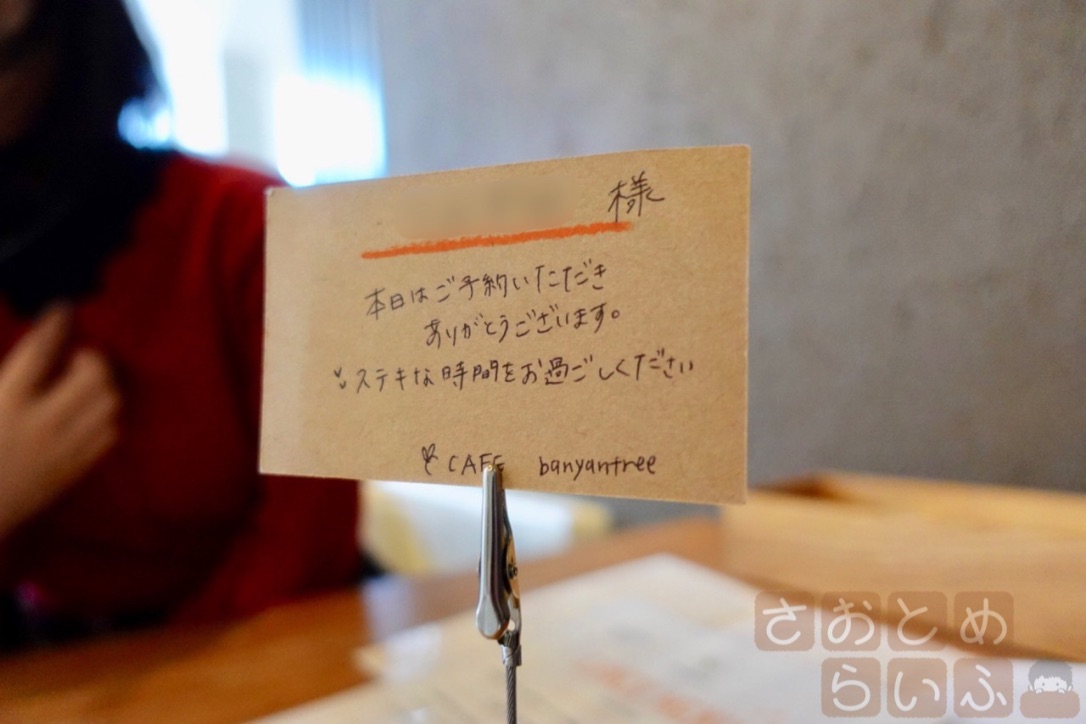 様
本日はご予約いただき
ありがとうございます。
ステキな時間をお過ごしください
CAFE banyantree
さおとめ
らいふ